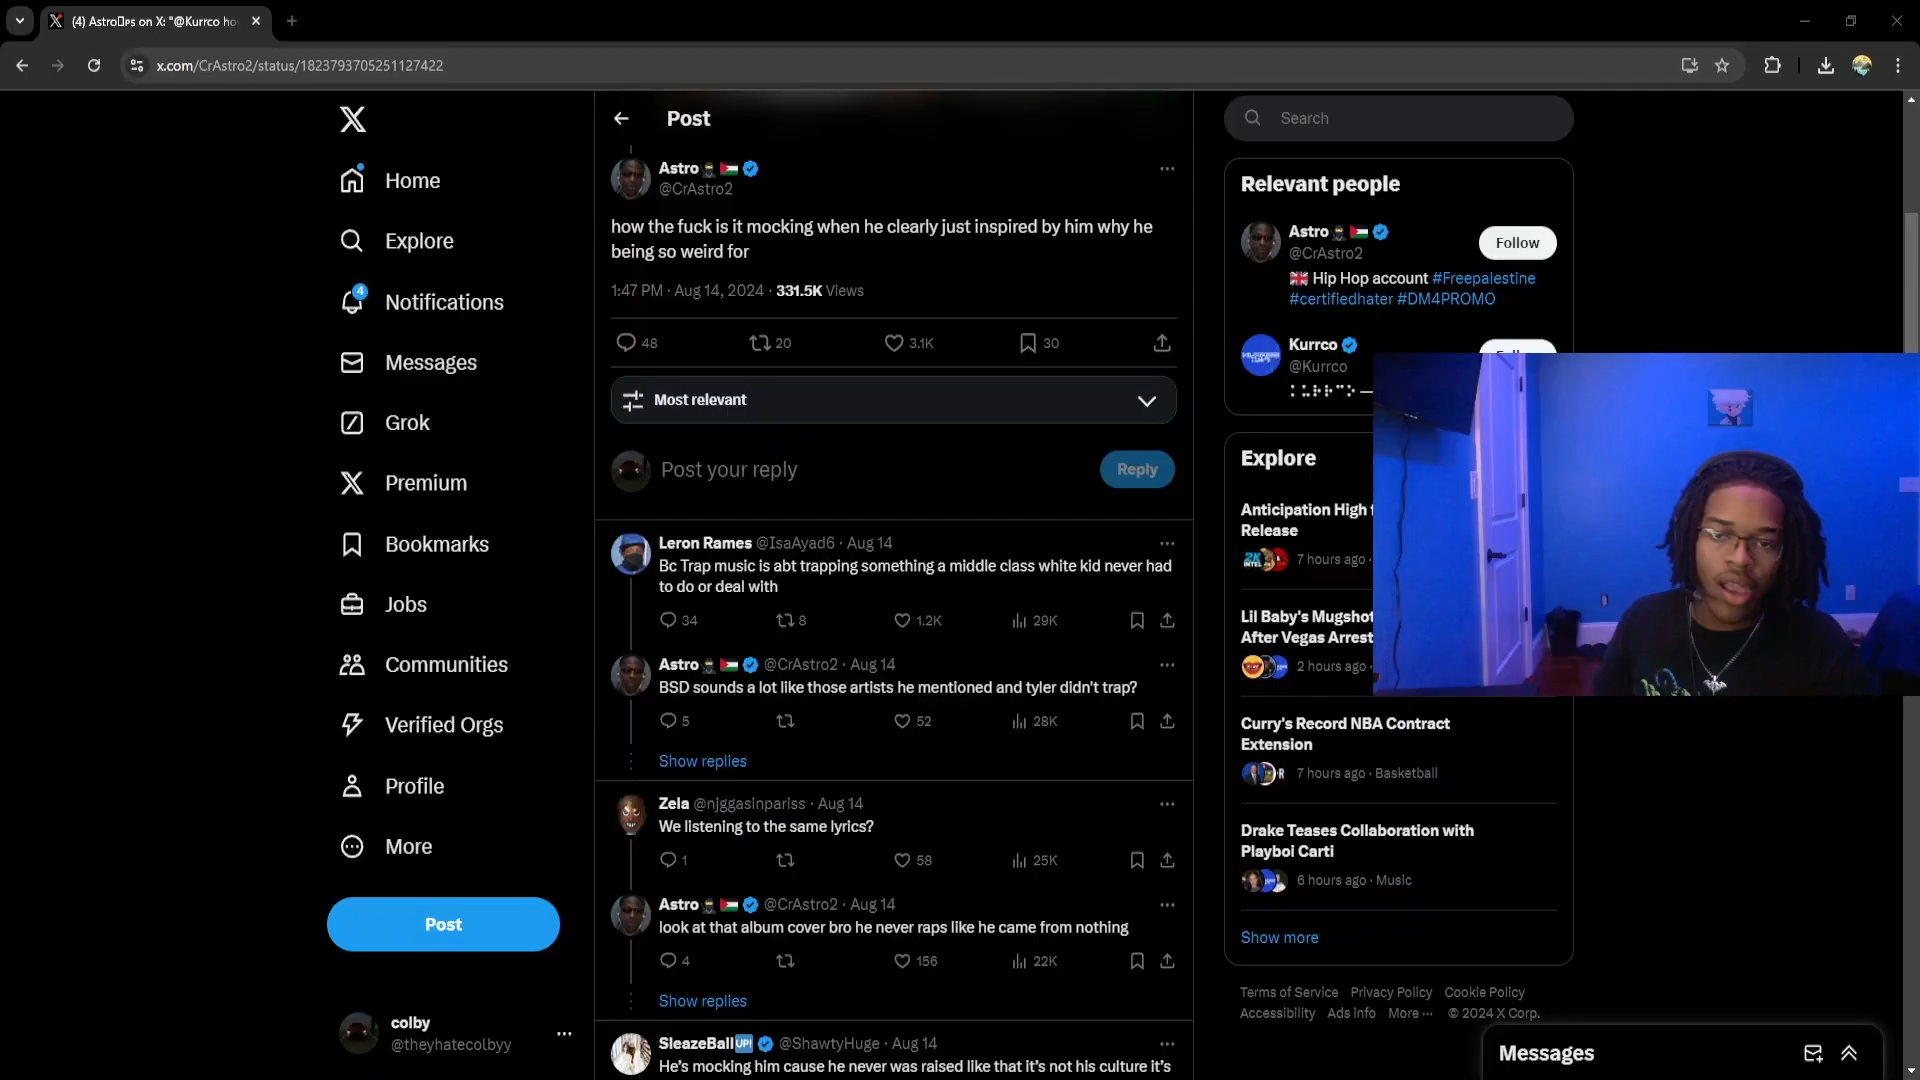 (4) Astro
on X: "@Kurrco ho
x.com/CrAstro2/status/1823793705251127422
Home
Explore
4
Notifications
Messages
Grok
Premium
Bookmarks
Jobs
Communities
Verified Orgs
Profile
More
Post
colby
@theyhatecolbyy
Post
Astro
@CrAstro2
how the fuck is it mocking when he clearly just inspired by him why he
being so weird for
1:47 PM · Aug 14, 2024 · 331.5K Views
48 20 3.1K 30
Most relevant
Post your reply
Reply
Leron Rames @IsaAyad6 · Aug 14
Bc Trap music is abt trapping something a middle class white kid never had
to do or deal with
34 8 1.2K 29K
Astro @CrAstro2 · Aug 14
BSD sounds a lot like those artists he mentioned and tyler didn't trap?
5 52 28K
Show replies
Zela @njggasinpariss · Aug 14
We listening to the same lyrics?
1 58 25K
Astro @CrAstro2 · Aug 14
look at that album cover bro he never raps like he came from nothing
4 156 22K
Show replies
SleazeBall UP! @ShawtyHuge · Aug 14
He's mocking him cause he never was raised like that it's not his culture it's
Search
Relevant people
Astro
@CrAstro2
Follow
Hip Hop account #Freepalestine
#certifiedhater #DM4PROMO
Kurrco
@Kurrco
Explore
Anticipation High
Release
7 hours ago ·
Lil Baby's Mugshot
After Vegas Arrest
2 hours ago ·
Curry's Record NBA Contract
Extension
7 hours ago · Basketball
Drake Teases Collaboration with
Playboi Carti
6 hours ago · Music
Show more
Terms of Service Privacy Policy Cookie Policy
Accessibility Ads info More ··· © 2024 X Corp.
Messages